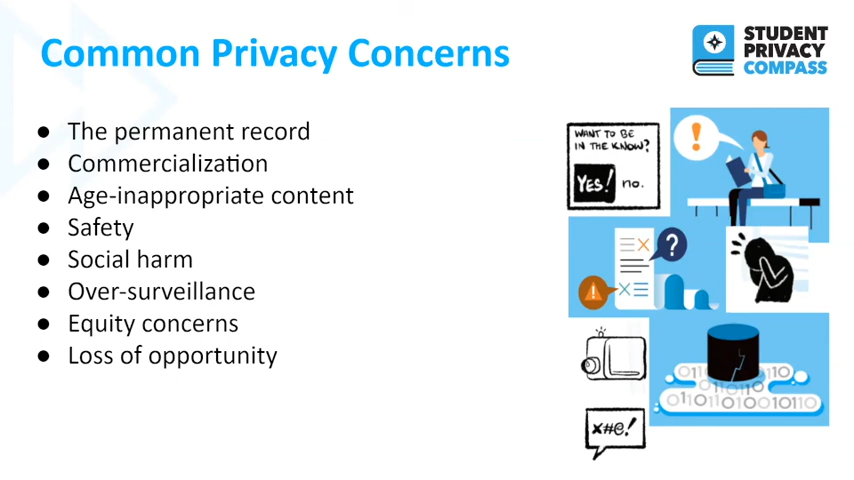 Common Privacy Concerns
STUDENT
PRIVACY
COMPASS
● The permanent record
● Commercialization
● Age-inappropriate content
● Safety
● Social harm
● Over-surveillance
● Equity concerns
● Loss of opportunity
WANT TO BE
IN THE KNOW?
YES! no.
!
?
!
x#@!